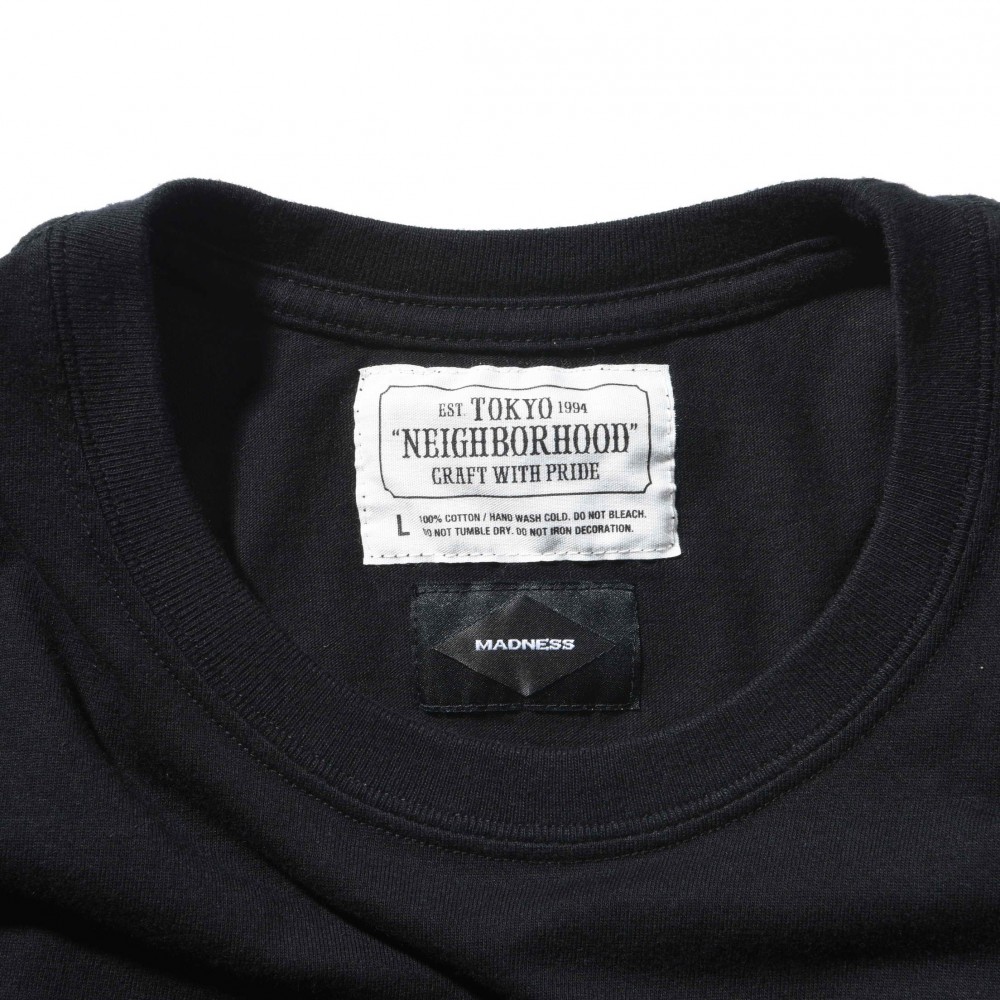 EST. TOKYO 1994
"NEIGHBORHOOD"
CRAFT WITH PRIDE
L 100% COTTON / HAND WASH COLD. DO NOT BLEACH.
DO NOT TUMBLE DRY. DO NOT IRON DECORATION.
MADNESS